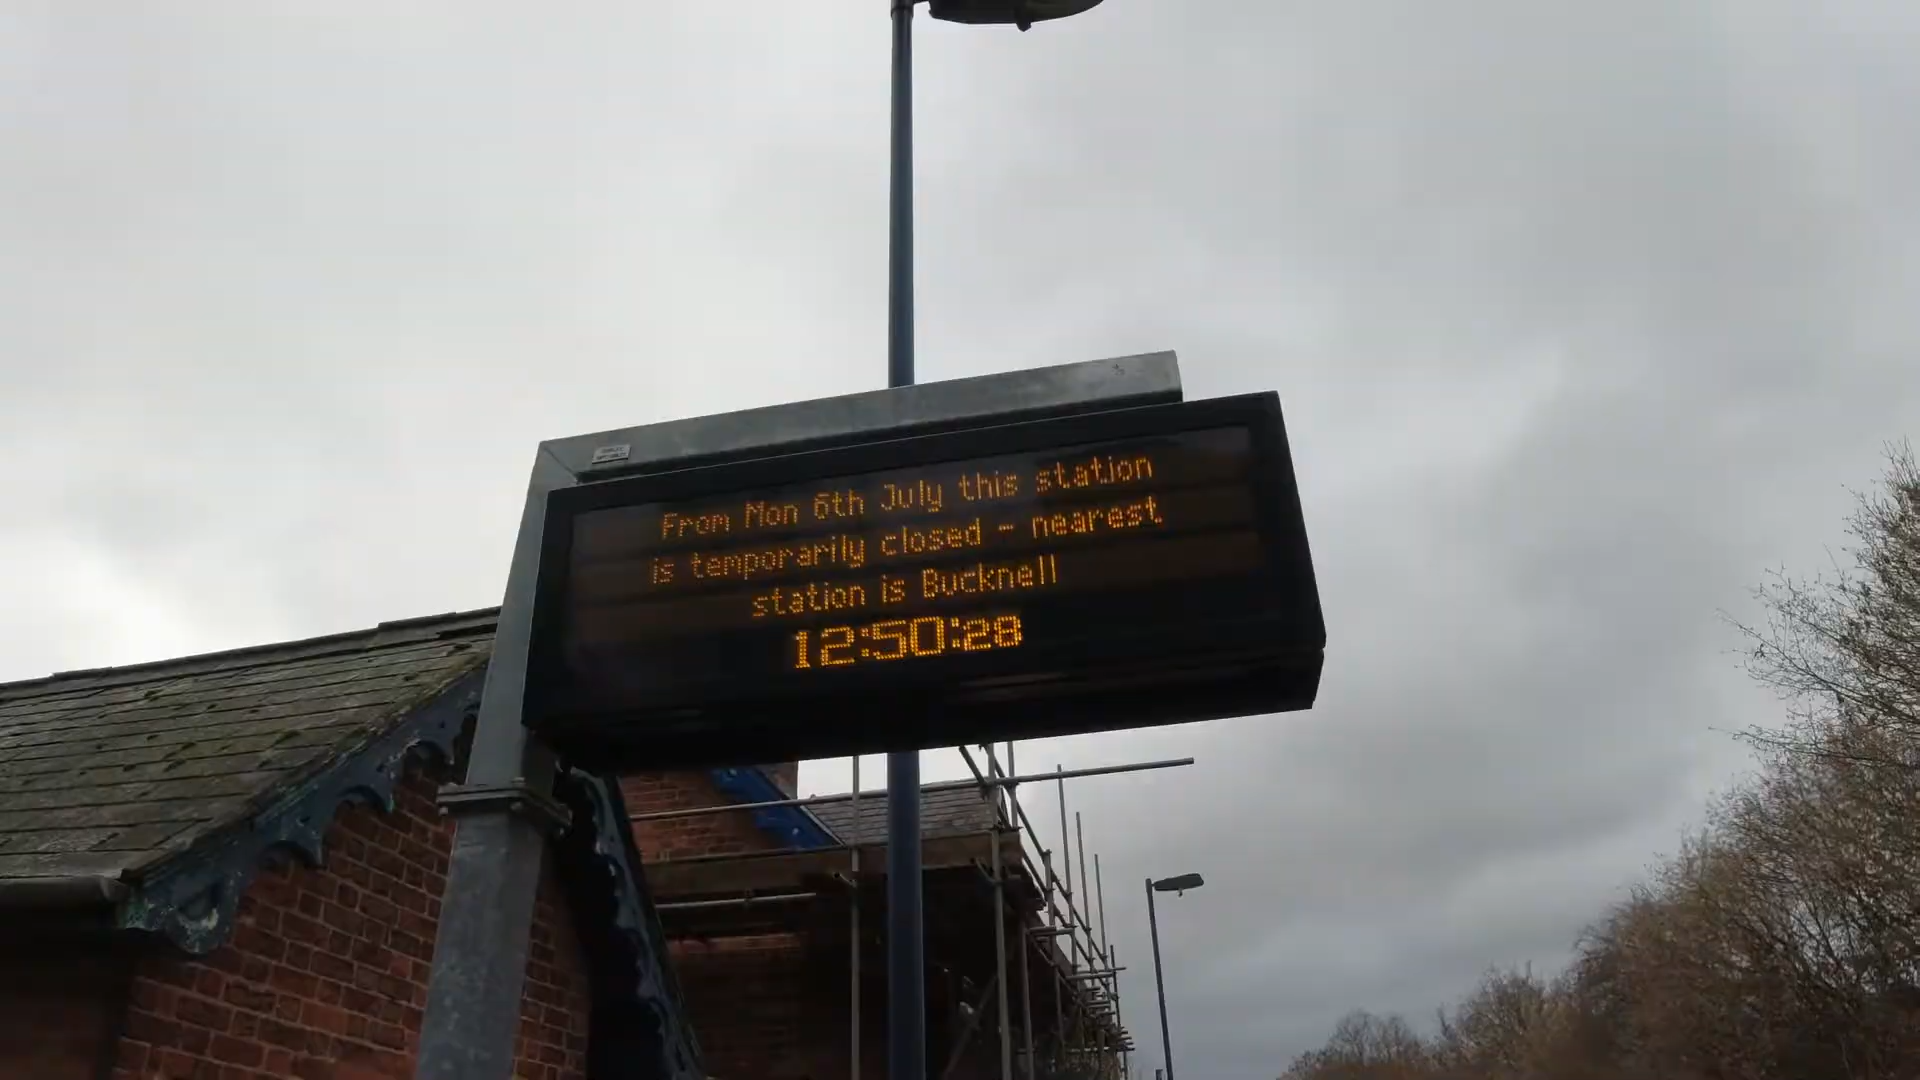 From Mon 6th July this station
is temporarily closed - nearest
station is Bucknell
12:50:28